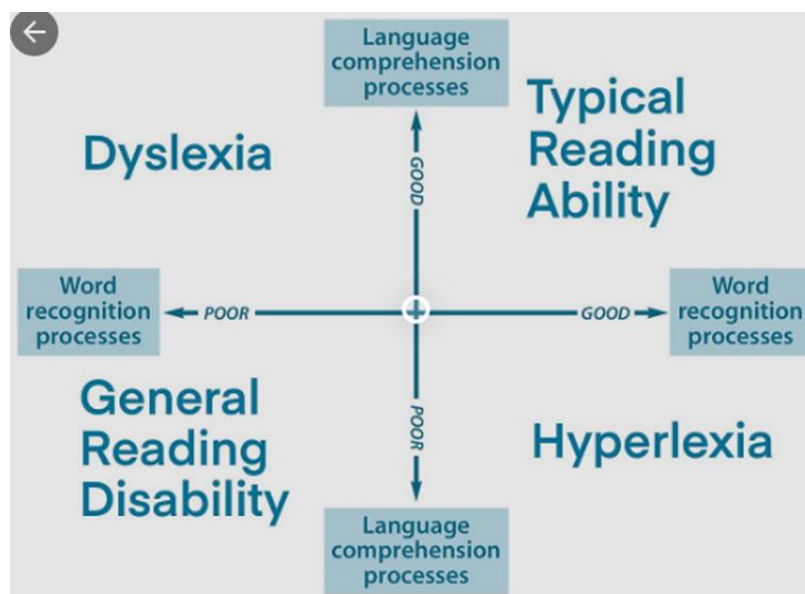 Language
comprehension
processes
Typical
Reading
Ability
Dyslexia
GOOD
Word
recognition
processes
POOR
GOOD
Word
recognition
processes
General
Reading
Disability
POOR
Hyperlexia
Language
comprehension
processes